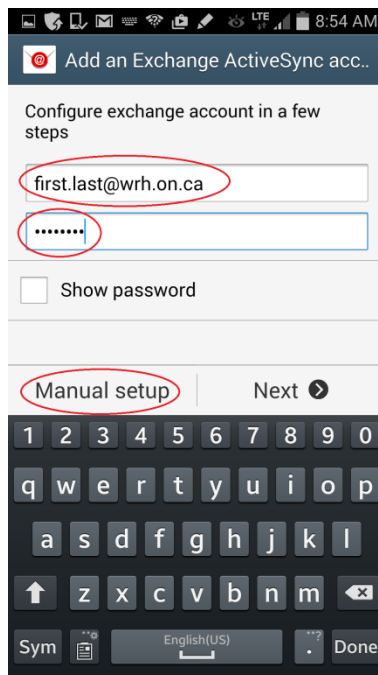 LTE 8:54 AM
@ Add an Exchange ActiveSync acc..
Configure exchange account in a few
steps
first.last@wrh.on.ca
••••••••
Show password
Manual setup Next
1 2 3 4 5 6 7 8 9 0
q w e r t y u i o p
a s d f g h j k l
z x c v b n m
Sym English(US) ..? . Done